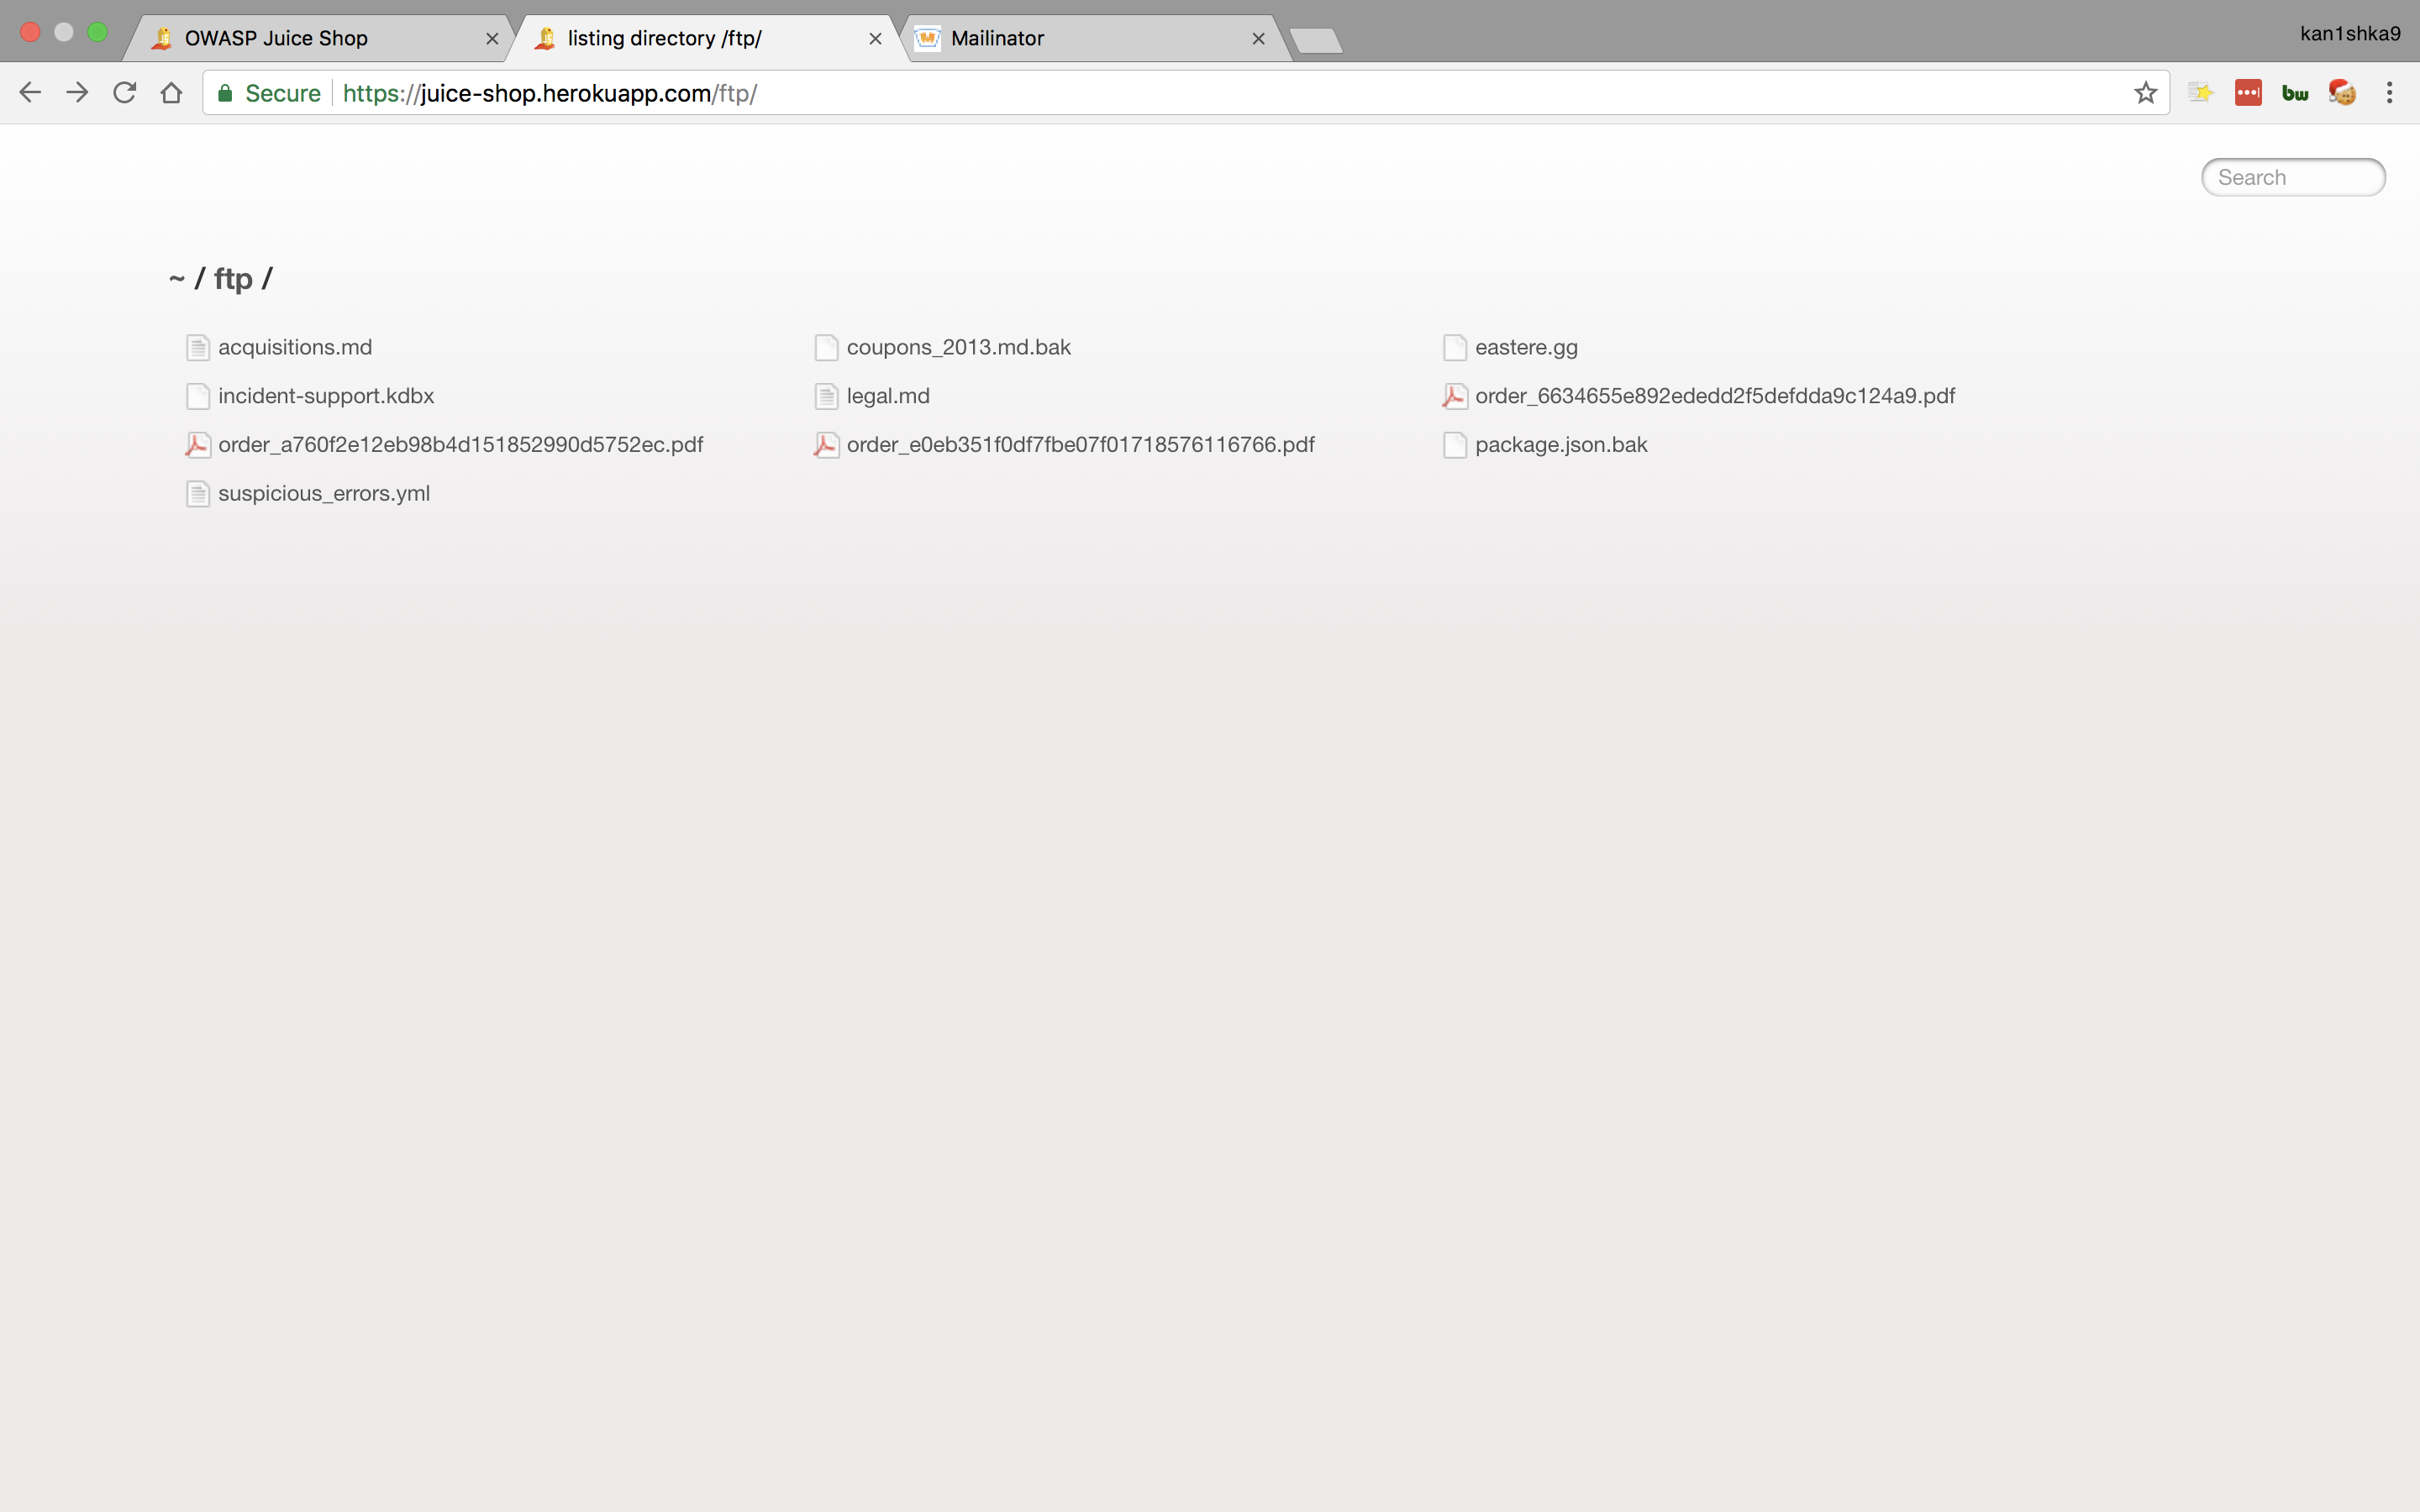 OWASP Juice Shop
listing directory /ftp/
Mailinator
kan1shka9
Secure https://juice-shop.herokuapp.com/ftp/
bw
Search
~ / ftp /
acquisitions.md coupons_2013.md.bak eastere.gg
incident-support.kdbx legal.md order_6634655e892ededd2f5defdda9c124a9.pdf
order_a760f2e12eb98b4d151852990d5752ec.pdf order_e0eb351f0df7fbe07f01718576116766.pdf package.json.bak
suspicious_errors.yml